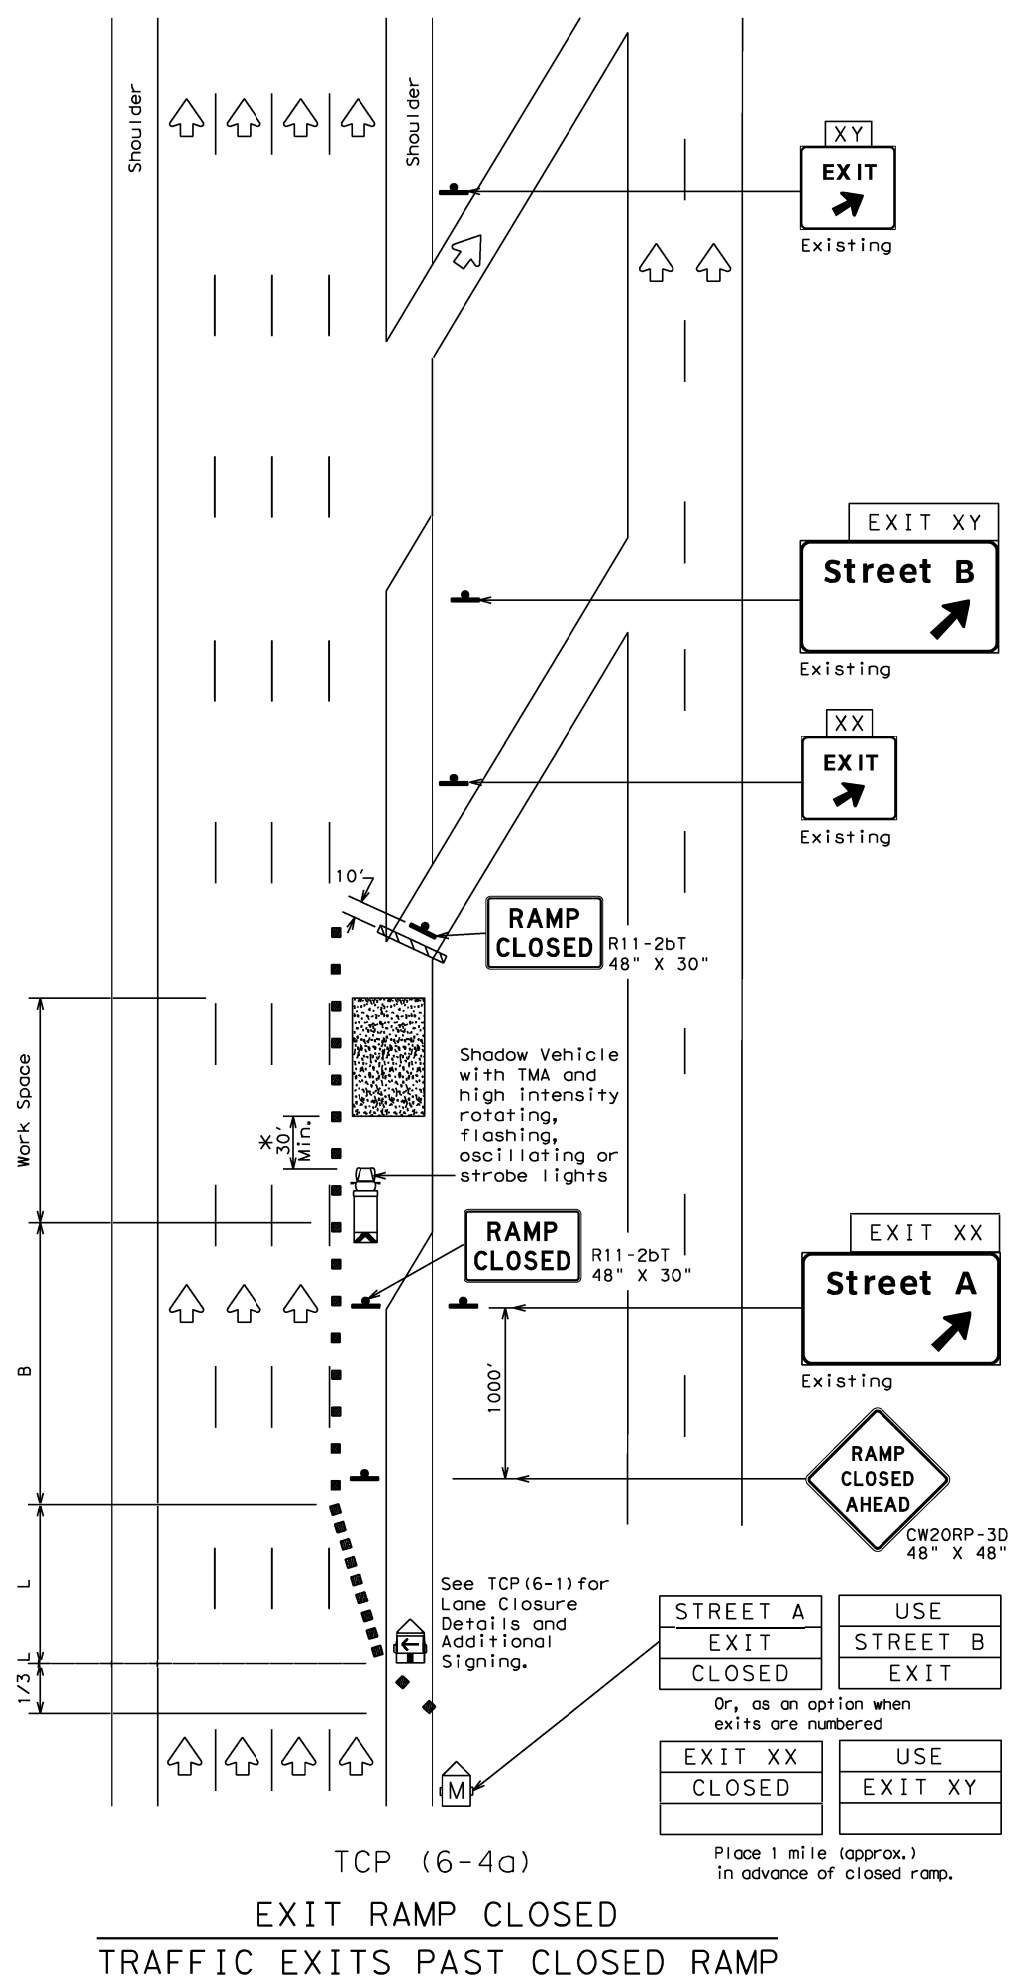 Shoulder
Shoulder
XY
EXIT
Existing
EXIT XY
Street B
Existing
XX
EXIT
Existing
10'
RAMP
CLOSED
R11-2bT
48" X 30"
Work Space
*
30'
Min.
Shadow Vehicle
with TMA and
high intensity
rotating,
flashing,
oscillating or
strobe lights
RAMP
CLOSED
R11-2bT
48" X 30"
EXIT XX
Street A
Existing
B
1000'
RAMP
CLOSED
AHEAD
CW20RP-3D
48" X 48"
L
See TCP(6-1)for
Lane Closure
Details and
Additional
Signing.
1/3 L
STREET A
EXIT
CLOSED
USE
STREET B
EXIT
Or, as an option when
exits are numbered
EXIT XX
CLOSED
USE
EXIT XY
M
Place 1 mile (approx.)
in advance of closed ramp.
TCP (6-4a)
EXIT RAMP CLOSED
TRAFFIC EXITS PAST CLOSED RAMP